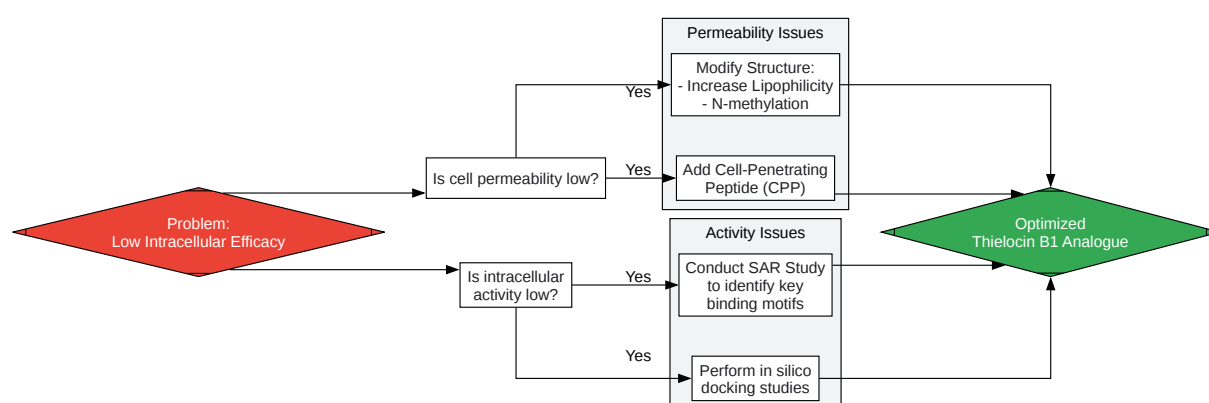 Permeability Issues
Modify Structure:
- Increase Lipophilicity
- N-methylation
Yes
Is cell permeability low?
Yes
Add Cell-Penetrating
Peptide (CPP)
Problem:
Low Intracellular Efficacy
Optimized
Thielocin B1 Analogue
Activity Issues
Is intracellular
activity low?
Yes
Conduct SAR Study
to identify key
binding motifs
Yes
Perform in silico
docking studies